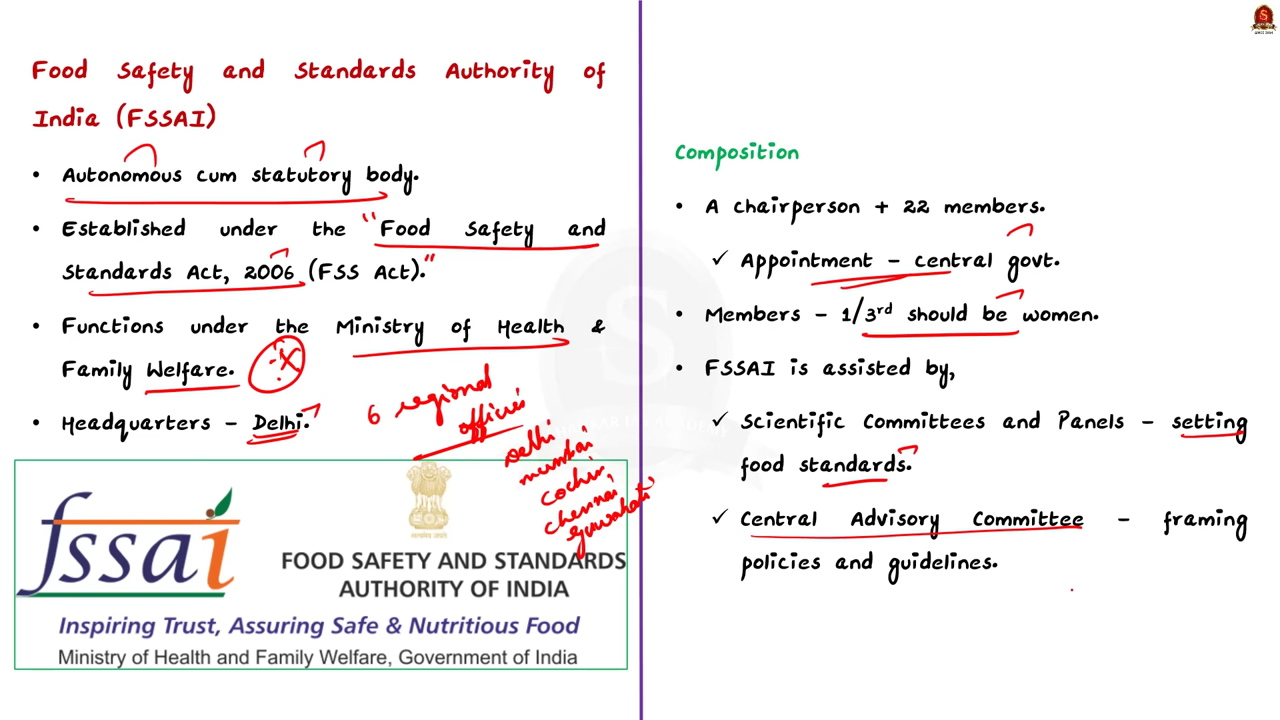 Food Safety and Standards Authority of
India (FSSAI)
• Autonomous cum statutory body.
• Established under the "Food Safety and
Standards Act, 2006 (FSS Act)."
• Functions under the Ministry of Health &
Family Welfare.
• Headquarters - Delhi.
6 regional
offices
Delhi
mumbai
cochin,
chennai,
guwahati
fssai
FOOD SAFETY AND STANDARDS
AUTHORITY OF INDIA
Inspiring Trust, Assuring Safe & Nutritious Food
Ministry of Health and Family Welfare, Government of India
Composition
• A chairperson + 22 members.
✓ Appointment - central govt.
• Members - 1/3rd should be women.
• FSSAI is assisted by,
✓ Scientific Committees and Panels - setting
food standards.
✓ Central Advisory Committee - framing
policies and guidelines.